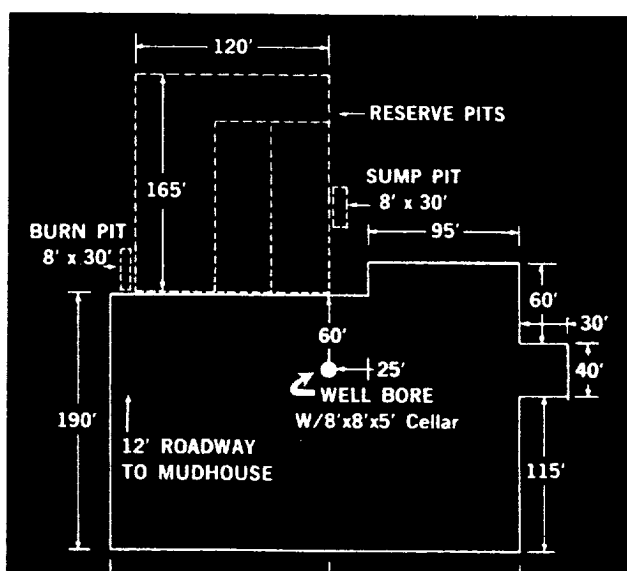 120'
RESERVE PITS
165'
SUMP PIT
8' x 30'
BURN PIT
8' x 30'
95'
60'
30'
60'
25'
40'
WELL BORE
W/8'x8'x5' Cellar
190'
12' ROADWAY
TO MUDHOUSE
115'